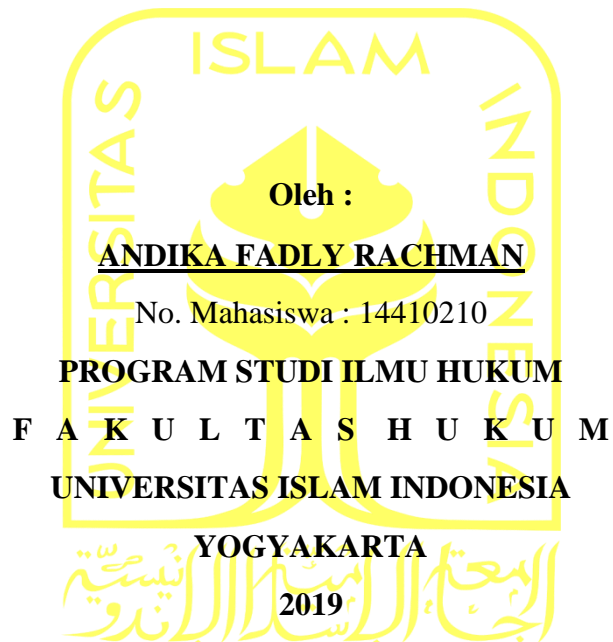 ISLAM
UNIVERSITAS
INDONESIA
Oleh :
ANDIKA FADLY RACHMAN
No. Mahasiswa : 14410210
PROGRAM STUDI ILMU HUKUM
F A K U L T A S H U K U M
UNIVERSITAS ISLAM INDONESIA
YOGYAKARTA
2019